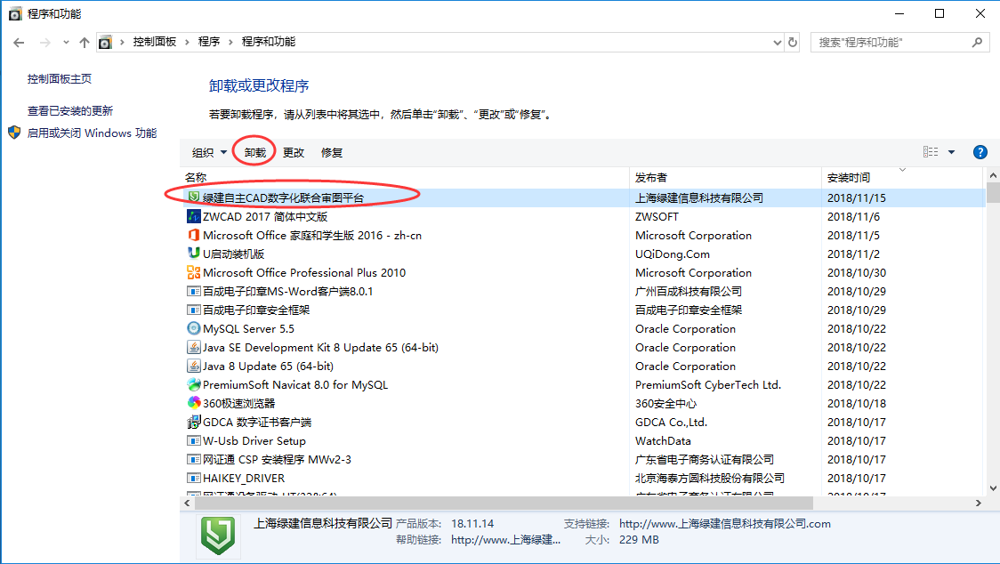 程序和功能
控制面板 程序 程序和功能
搜索"程序和功能"
控制面板主页
查看已安装的更新
启用或关闭 Windows 功能
卸载或更改程序
若要卸载程序，请从列表中将其选中，然后单击"卸载"、"更改"或"修复"。
组织 卸载 更改 修复
名称 发布者 安装时间
绿建自主CAD数字化联合审图平台 上海绿建信息科技有限公司 2018/11/15
ZWCAD 2017 简体中文版 ZWSOFT 2018/11/6
Microsoft Office 家庭和学生版 2016 - zh-cn Microsoft Corporation 2018/11/5
U启动装机版 UQiDong.Com 2018/11/2
Microsoft Office Professional Plus 2010 Microsoft Corporation 2018/10/30
百成电子印章MS-Word客户端8.0.1 广州百成科技有限公司 2018/10/29
百成电子印章安全框架 百成电子印章安全框架 2018/10/29
MySQL Server 5.5 Oracle Corporation 2018/10/22
Java SE Development Kit 8 Update 65 (64-bit) Oracle Corporation 2018/10/22
Java 8 Update 65 (64-bit) Oracle Corporation 2018/10/22
PremiumSoft Navicat 8.0 for MySQL PremiumSoft CyberTech Ltd. 2018/10/22
360极速浏览器 360安全中心 2018/10/18
GDCA 数字证书客户端 GDCA Co.,Ltd. 2018/10/17
W-Usb Driver Setup WatchData 2018/10/17
网证通 CSP 安装程序 MWv2-3 广东省电子商务认证有限公司 2018/10/17
HAIKEY_DRIVER 北京海泰方圆科技股份有限公司 2018/10/17
上海绿建信息科技有限公司 产品版本: 18.11.14 支持链接: http://www.上海绿建信息科技有限公司.com
帮助链接: http://www.上海绿建... 大小: 229 MB